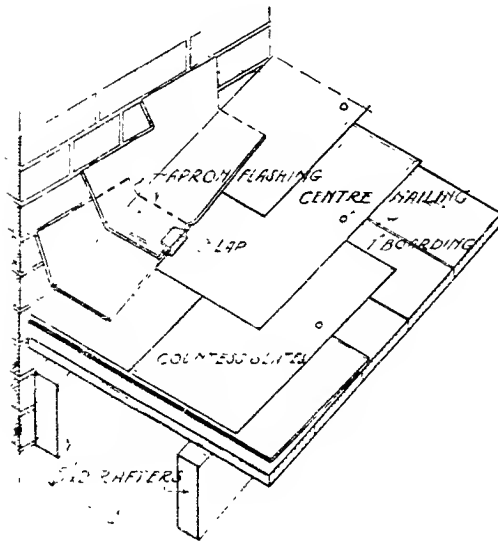 APRON FLASHING
CENTRE NAILING
LAP
1" BOARDING
COUNTESS SLATES
RAFTERS